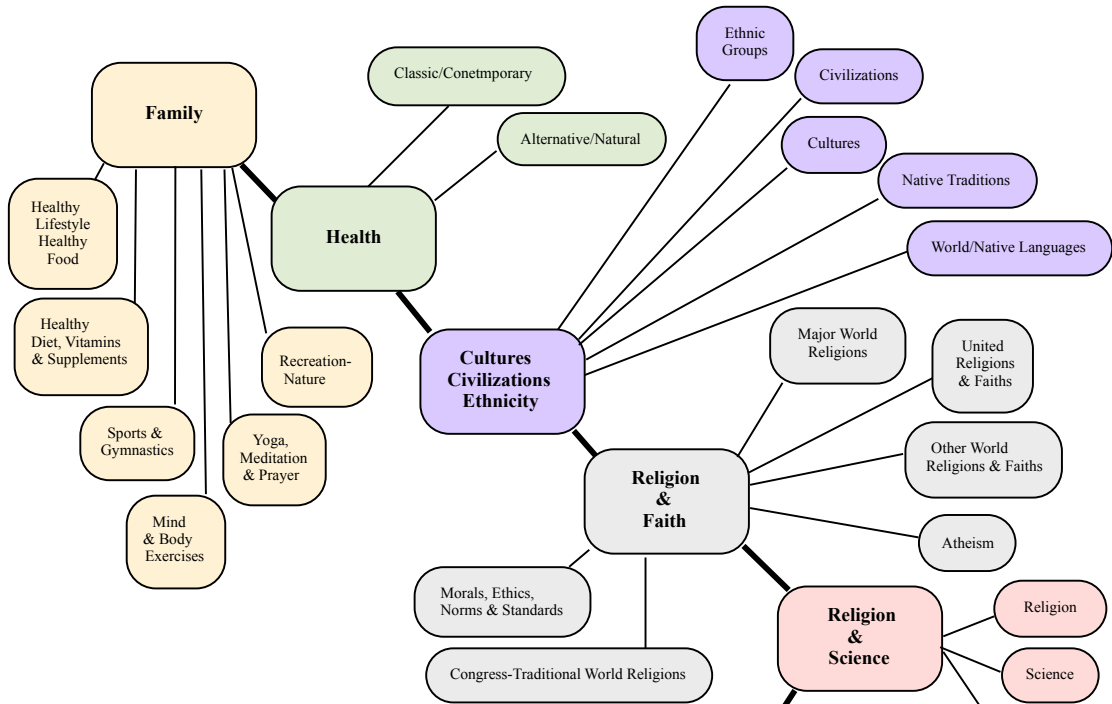 Family
Healthy
Lifestyle
Healthy
Food
Healthy
Diet, Vitamins
& Supplements
Sports &
Gymnastics
Mind
& Body
Exercises
Yoga,
Meditation
& Prayer
Recreation-
Nature
Health
Classic/Conetmporary
Alternative/Natural
Cultures
Civilizations
Ethnicity
Ethnic
Groups
Civilizations
Cultures
Native Traditions
World/Native Languages
Religion
&
Faith
Major World
Religions
United
Religions
& Faiths
Other World
Religions & Faiths
Atheism
Morals, Ethics,
Norms & Standards
Congress-Traditional World Religions
Religion
&
Science
Religion
Science